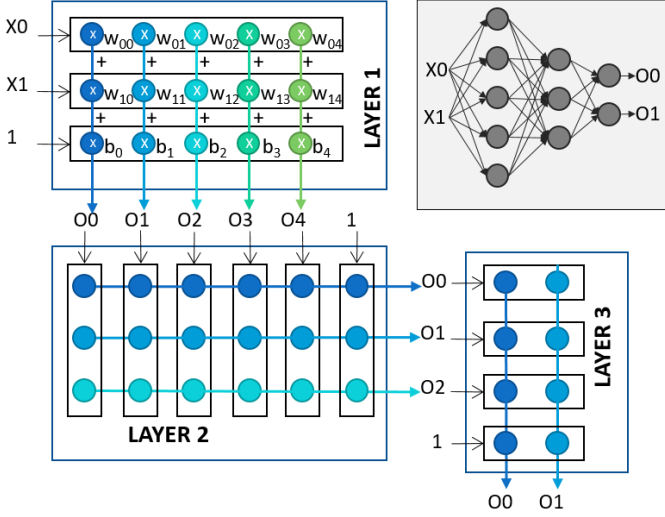 X0
x w00 x w01 x w02 x w03 x w04
+ + + + +
X1
x w10 x w11 x w12 x w13 x w14
+ + + + +
1
x b0 x b1 x b2 x b3 x b4
LAYER 1
O0 O1 O2 O3 O4 1
LAYER 2
X0
X1
O0
O1
O0
O1
O2
1
LAYER 3
O0 O1